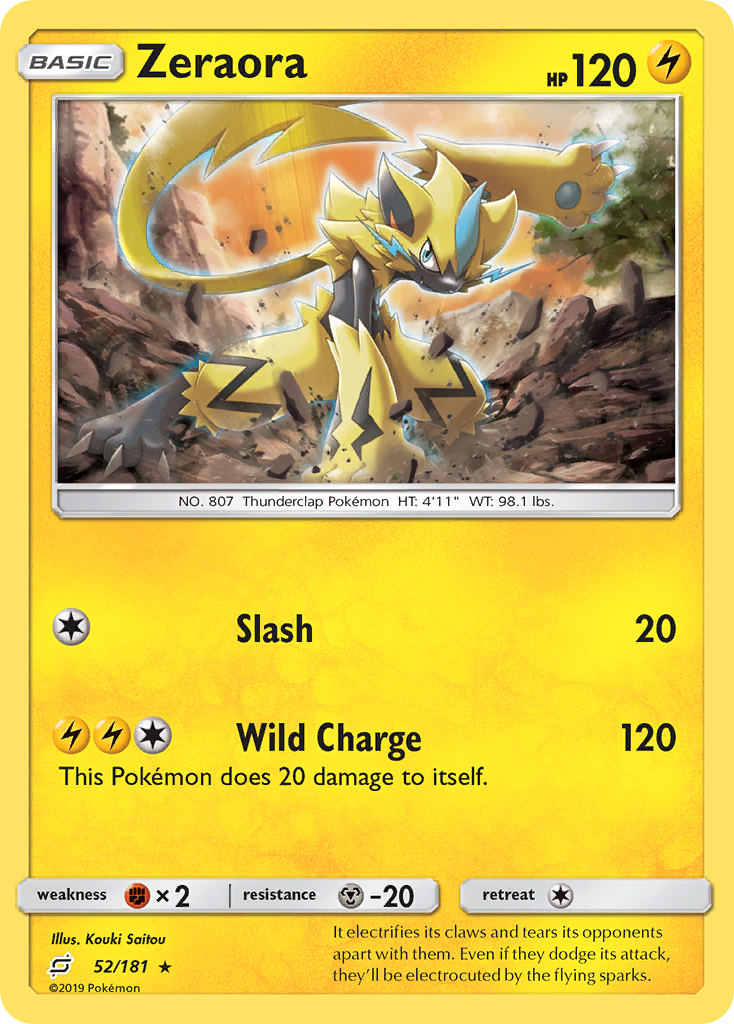 BASIC Zeraora HP 120
NO. 807 Thunderclap Pokémon HT: 4'11" WT: 98.1 lbs.
Slash 20
Wild Charge 120
This Pokémon does 20 damage to itself.
weakness × 2 resistance -20 retreat
Illus. Kouki Saitou
52/181 ★
©2019 Pokémon
It electrifies its claws and tears its opponents
apart with them. Even if they dodge its attack,
they'll be electrocuted by the flying sparks.